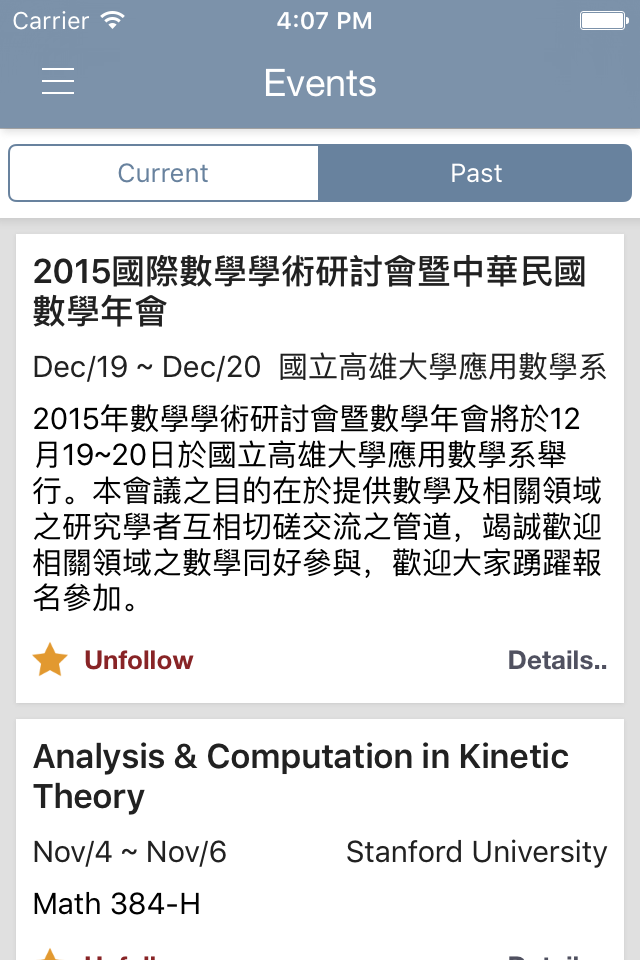 Carrier 4:07 PM
Events
Current Past
2015國際數學學術研討會暨中華民國
數學年會
Dec/19 ~ Dec/20 國立高雄大學應用數學系
2015年數學學術研討會暨數學年會將於12
月19~20日於國立高雄大學應用數學系舉
行。本會議之目的在於提供數學及相關領域
之研究學者互相切磋交流之管道，竭誠歡迎
相關領域之數學同好參與，歡迎大家踴躍報
名參加。
Unfollow Details..
Analysis & Computation in Kinetic
Theory
Nov/4 ~ Nov/6 Stanford University
Math 384-H